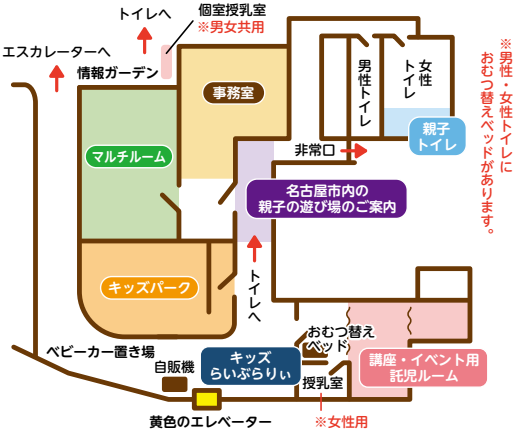 トイレへ
個室授乳室
※男女共用
エスカレーターへ
情報ガーデン
事務室
男性トイレ
女性
トイレ
※男性・女性トイレに
おむつ替えベッドがあります。
親子
トイレ
マルチルーム
非常口
名古屋市内の
親子の遊び場のご案内
キッズパーク
トイレへ
おむつ替え
ベッド
ベビーカー置き場
自販機
キッズ
らいぶらりぃ
授乳室
講座・イベント用
託児ルーム
黄色のエレベーター
※女性用